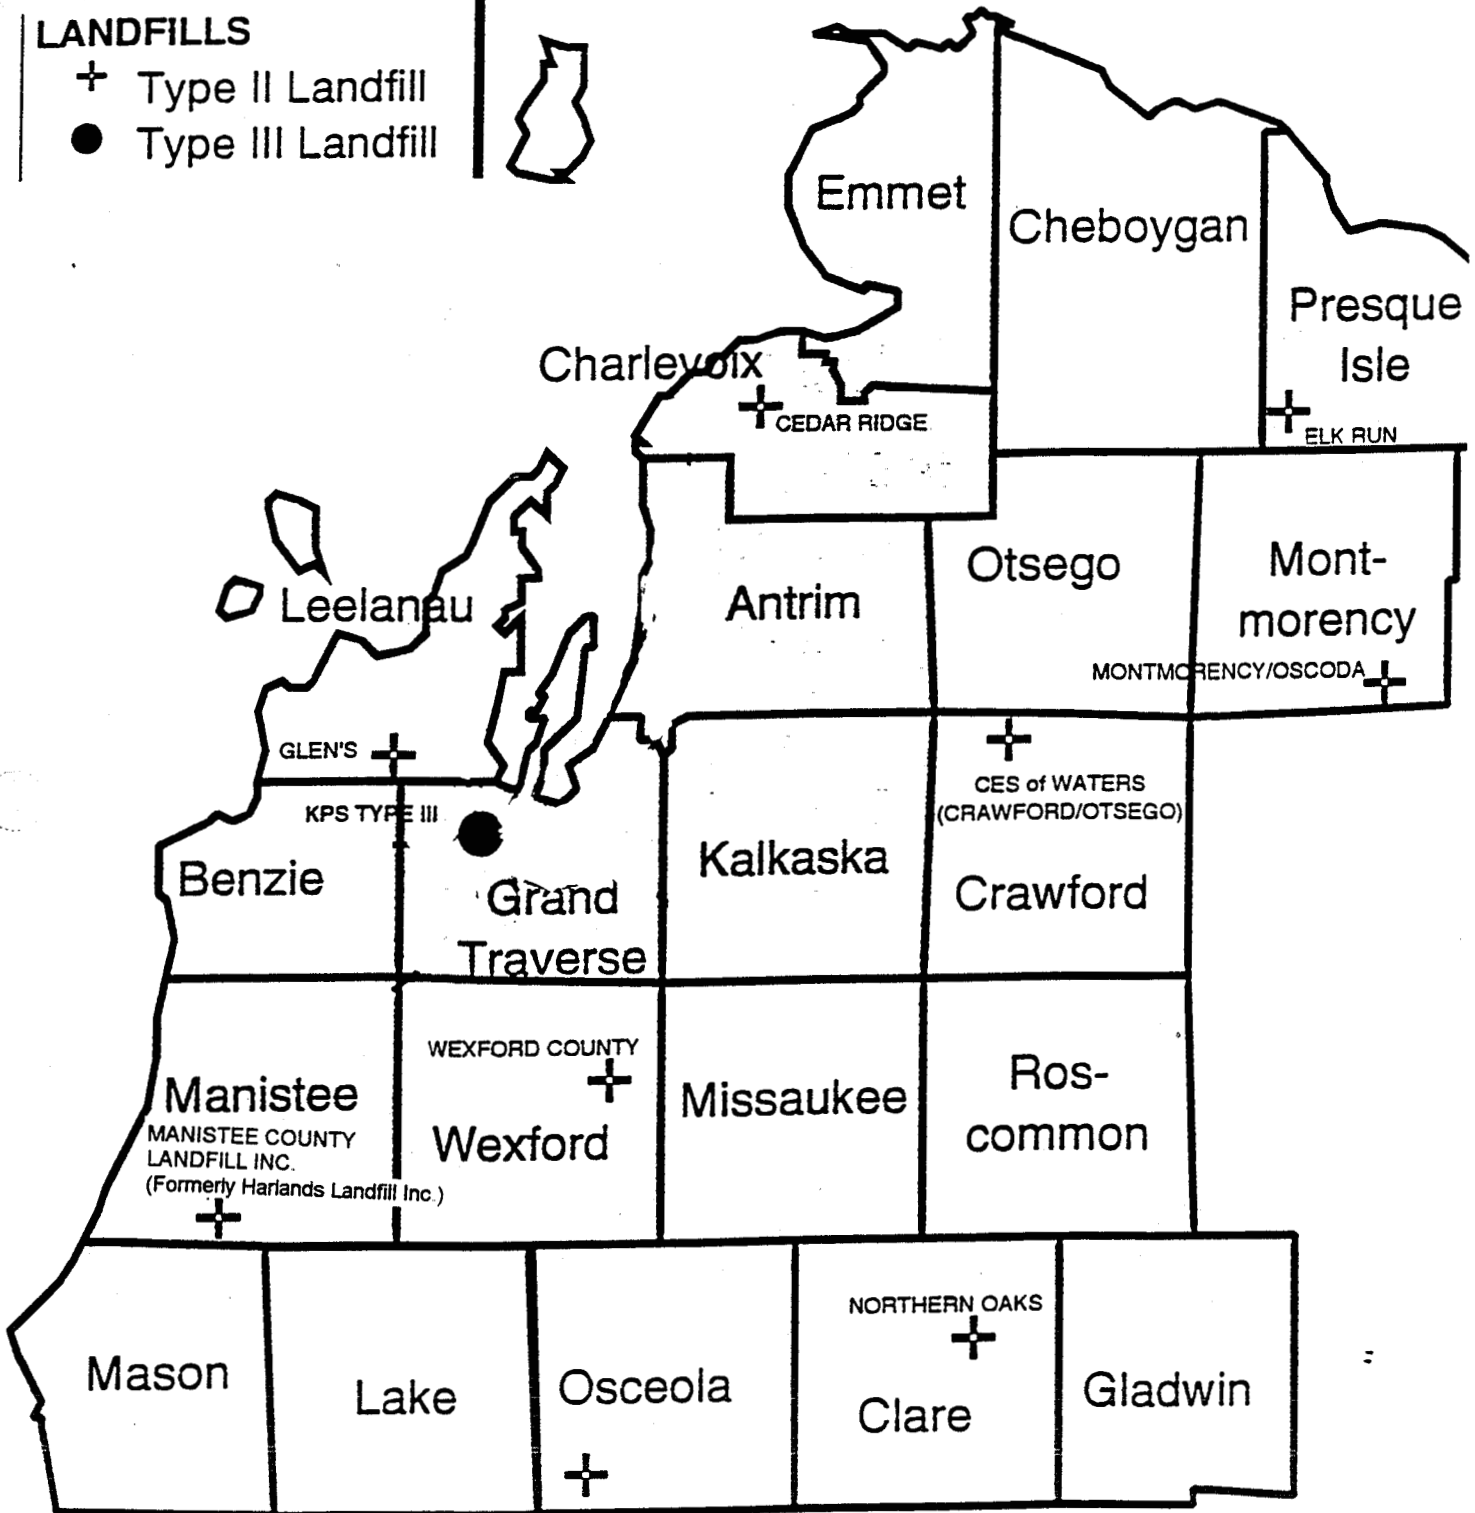 LANDFILLS
Type II Landfill
Type III Landfill
Emmet
Cheboygan
Presque
Isle
Charlevoix
CEDAR RIDGE
ELK RUN
Otsego
Mont-
morency
Antrim
Leelanau
MONTMORENCY/OSCODA
GLEN'S
CES of WATERS
(CRAWFORD/OTSEGO)
KPS TYPE III
Kalkaska
Benzie
Grand
Traverse
Crawford
WEXFORD COUNTY
Manistee
MANISTEE COUNTY
LANDFILL INC.
(Formerly Harlands Landfill Inc.)
Wexford
Missaukee
Ros-
common
NORTHERN OAKS
Mason
Lake
Osceola
Clare
Gladwin